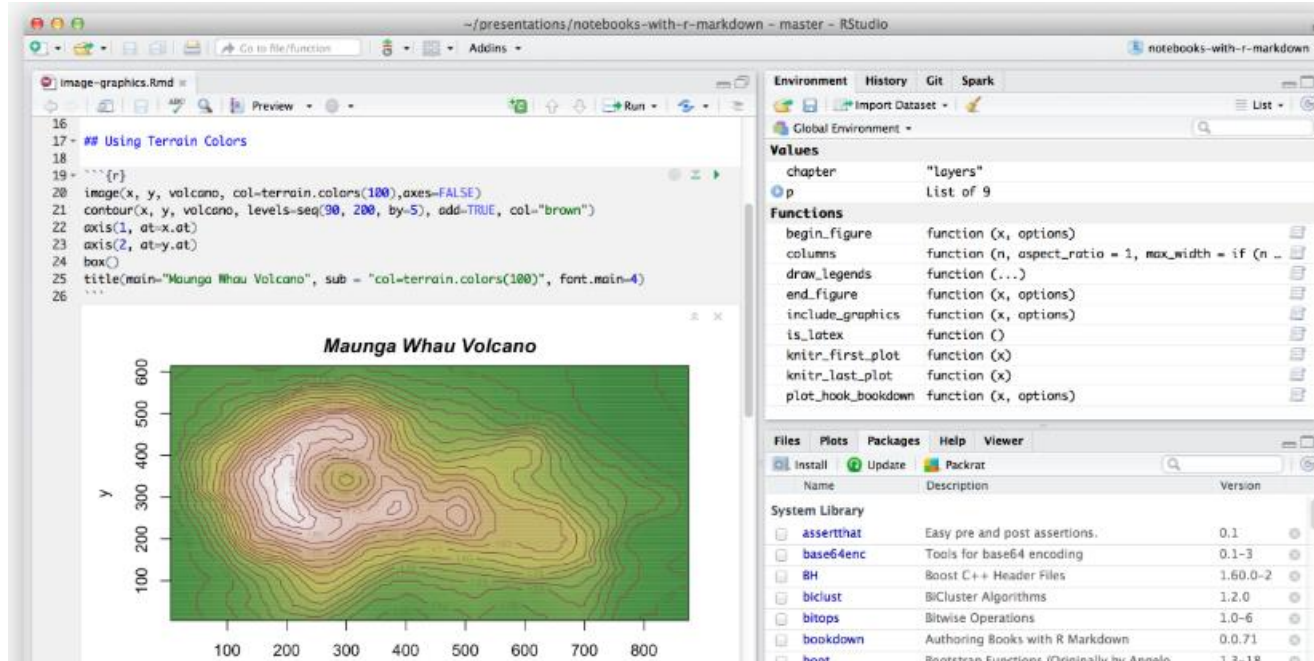 ~/presentations/notebooks-with-r-markdown - master - RStudio
Go to file/function
Addins
notebooks-with-r-markdown
image-graphics.Rmd
Preview
Run
16
17 ## Using Terrain Colors
18
19 ```{r}
20 image(x, y, volcano, col=terrain.colors(100),axes=FALSE)
21 contour(x, y, volcano, levels=seq(90, 200, by=5), add=TRUE, col="brown")
22 axis(1, at=x.at)
23 axis(2, at=y.at)
24 box()
25 title(main="Maunga Whau Volcano", sub = "col=terrain.colors(100)", font.main=4)
26 ```
Maunga Whau Volcano
600
500
400
300
200
100
y
100 200 300 400 500 600 700 800
Environment History Git Spark
Import Dataset
List
Global Environment
Values
chapter "layers"
p List of 9
Functions
begin_figure function (x, options)
columns function (n, aspect_ratio = 1, max_width = if (n …
draw_legends function (...)
end_figure function (x, options)
include_graphics function (x, options)
is_latex function ()
knitr_first_plot function (x)
knitr_last_plot function (x)
plot_hook_bookdown function (x, options)
Files Plots Packages Help Viewer
Install Update Packrat
Name Description Version
System Library
assertthat Easy pre and post assertions. 0.1
base64enc Tools for base64 encoding 0.1-3
BH Boost C++ Header Files 1.60.0-2
biclust BiCluster Algorithms 1.2.0
bitops Bitwise Operations 1.0-6
bookdown Authoring Books with R Markdown 0.0.71
boot Bootstrap Functions (Originally by Angelo 1.3-18